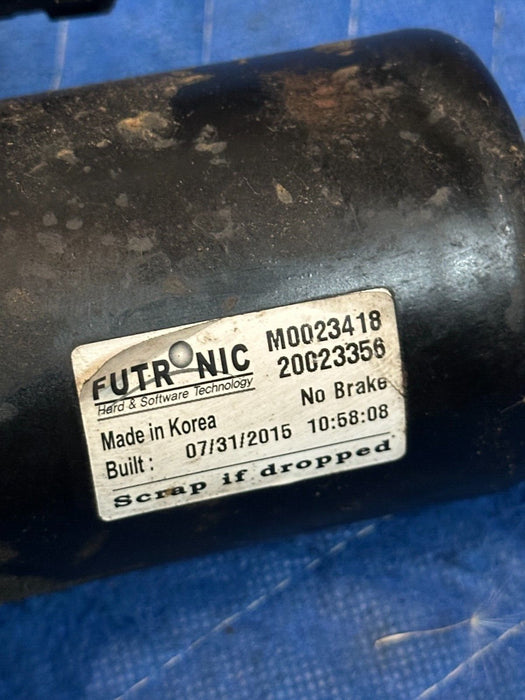 FUTRONIC
Hard & Software Technology
M0023418
20023356
No Brake
Made in Korea
Built : 07/31/2015 10:58:08
Scrap if dropped